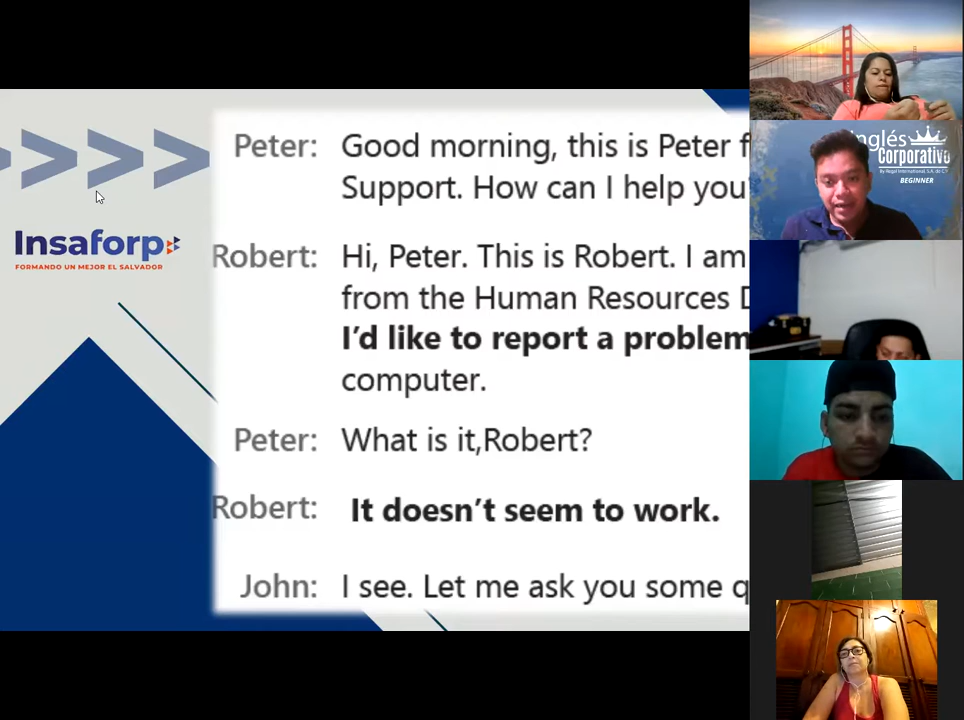 Peter: Good morning, this is Peter f
Support. How can I help you
Robert: Hi, Peter. This is Robert. I am
from the Human Resources D
I'd like to report a problem
computer.
Peter: What is it,Robert?
Robert: It doesn't seem to work.
John: I see. Let me ask you some q
Insaforp
FORMANDO UN MEJOR EL SALVADOR
Inglés
Corporativo
BEGINNER